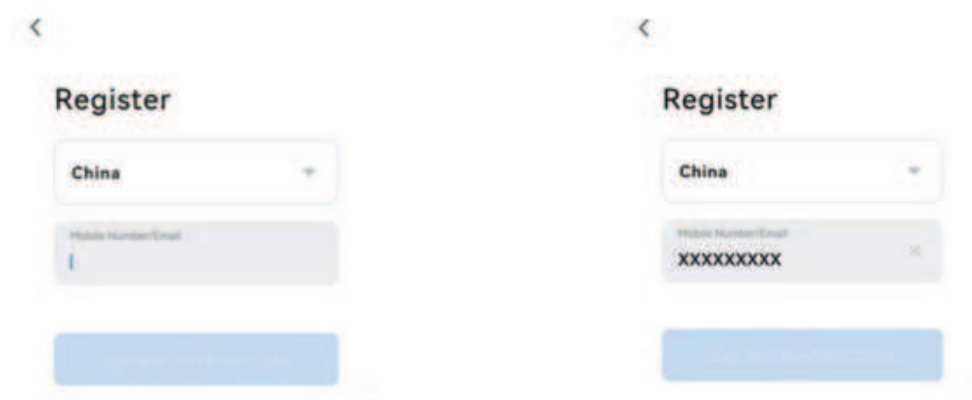 Register
China
Mobile Number/Email
Register
China
Mobile Number/Email
XXXXXXXXX